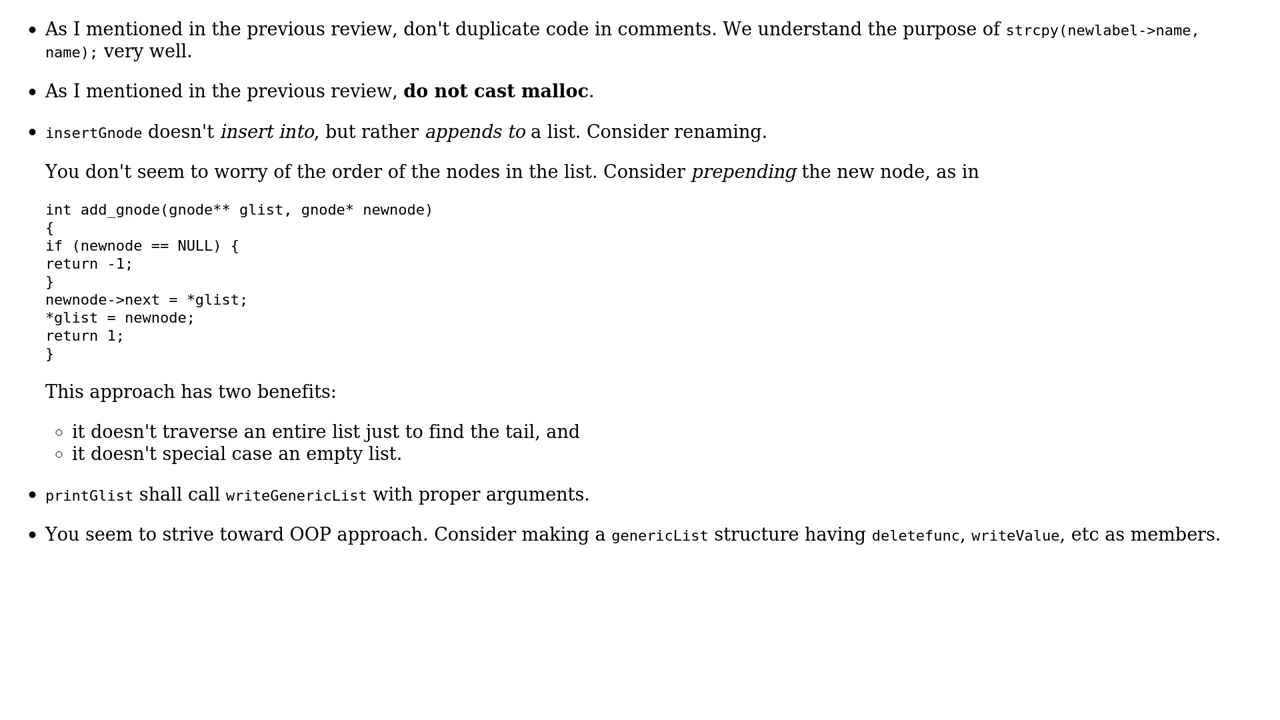 • As I mentioned in the previous review, don't duplicate code in comments. We understand the purpose of strcpy(newlabel->name,
name); very well.
• As I mentioned in the previous review, do not cast malloc.
• insertGnode doesn't insert into, but rather appends to a list. Consider renaming.
You don't seem to worry of the order of the nodes in the list. Consider prepending the new node, as in
int add_gnode(gnode** glist, gnode* newnode)
{
if (newnode == NULL) {
return -1;
}
newnode->next = *glist;
*glist = newnode;
return 1;
}
This approach has two benefits:
◦ it doesn't traverse an entire list just to find the tail, and
◦ it doesn't special case an empty list.
• printGlist shall call writeGenericList with proper arguments.
• You seem to strive toward OOP approach. Consider making a genericList structure having deletefunc, writeValue, etc as members.